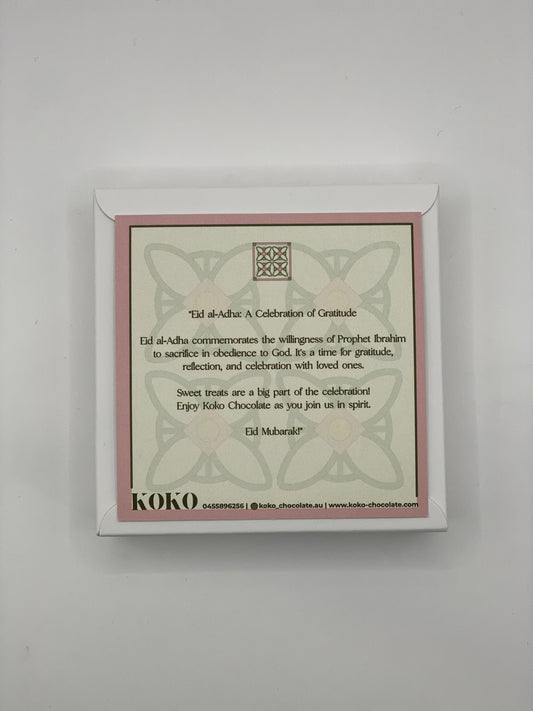 "Eid al-Adha: A Celebration of Gratitude
Eid al-Adha commemorates the willingness of Prophet Ibrahim
to sacrifice in obedience to God. It's a time for gratitude,
reflection, and celebration with loved ones.
Sweet treats are a big part of the celebration!
Enjoy Koko Chocolate as you join us in spirit.
Eid Mubarak!"
KOKO 0455896256 | koko_chocolate.au | www.koko-chocolate.com